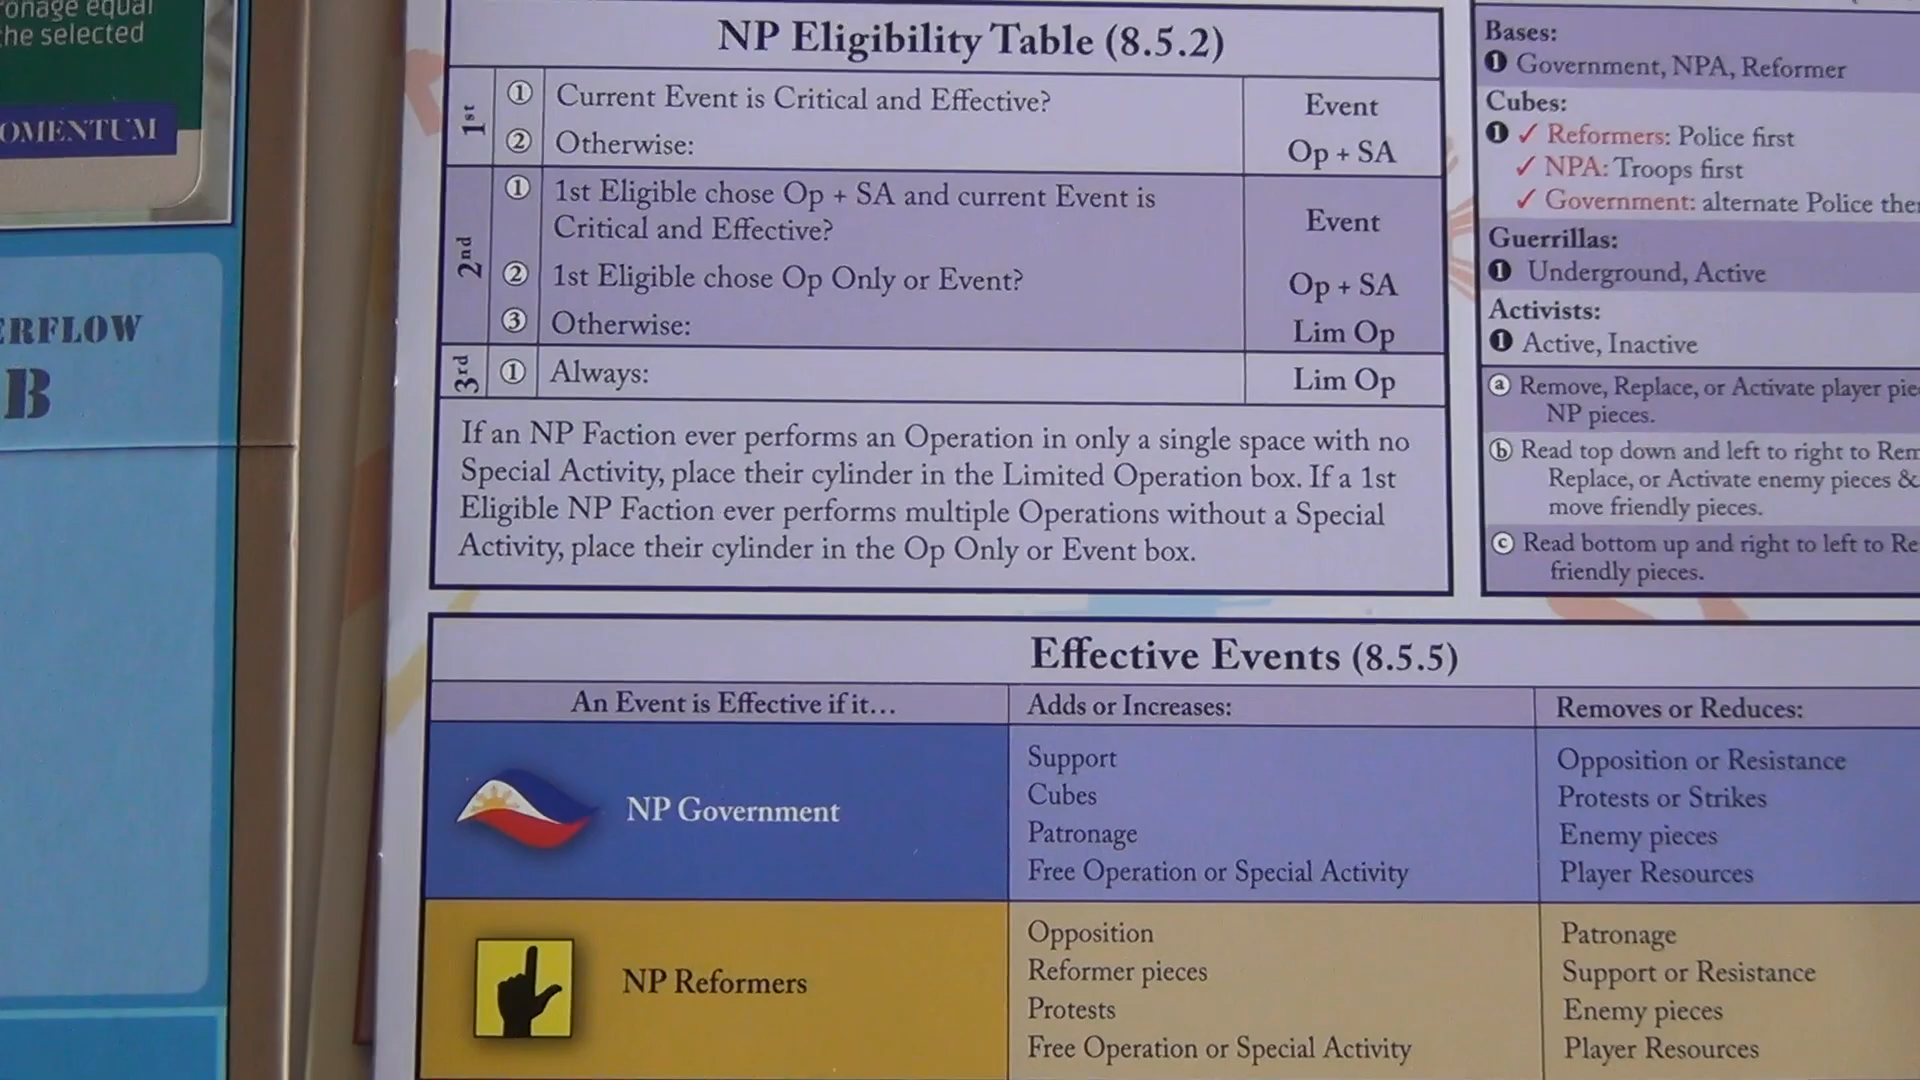 onage equal
he selected
OMENTUM
ERFLOW
B
NP Eligibility Table (8.5.2)
1st
① Current Event is Critical and Effective? Event
② Otherwise: Op + SA
2nd
① 1st Eligible chose Op + SA and current Event is
Critical and Effective? Event
② 1st Eligible chose Op Only or Event? Op + SA
③ Otherwise: Lim Op
3rd
① Always: Lim Op
If an NP Faction ever performs an Operation in only a single space with no
Special Activity, place their cylinder in the Limited Operation box. If a 1st
Eligible NP Faction ever performs multiple Operations without a Special
Activity, place their cylinder in the Op Only or Event box.
Bases:
❶ Government, NPA, Reformer
Cubes:
❶ ✓ Reformers: Police first
✓ NPA: Troops first
✓ Government: alternate Police the
Guerrillas:
❶ Underground, Active
Activists:
❶ Active, Inactive
ⓐ Remove, Replace, or Activate player pie
NP pieces.
ⓑ Read top down and left to right to Rem
Replace, or Activate enemy pieces &
move friendly pieces.
ⓒ Read bottom up and right to left to Re
friendly pieces.
Effective Events (8.5.5)
An Event is Effective if it… Adds or Increases: Removes or Reduces:
NP Government
Support
Cubes
Patronage
Free Operation or Special Activity
Opposition or Resistance
Protests or Strikes
Enemy pieces
Player Resources
NP Reformers
Opposition
Reformer pieces
Protests
Free Operation or Special Activity
Patronage
Support or Resistance
Enemy pieces
Player Resources